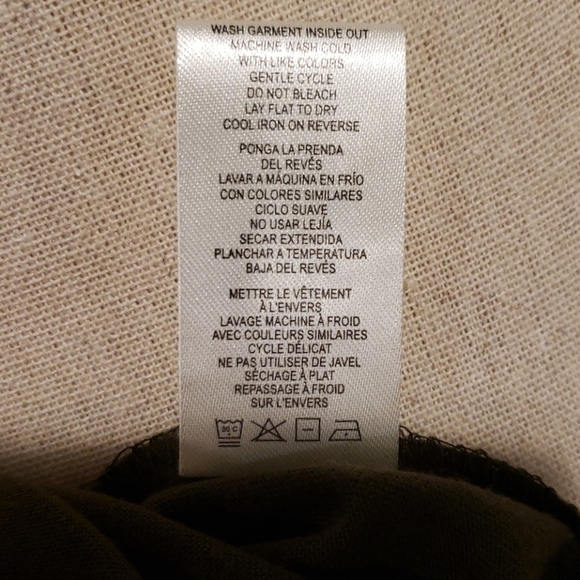 WASH GARMENT INSIDE OUT
MACHINE WASH COLD
WITH LIKE COLORS
GENTLE CYCLE
DO NOT BLEACH
LAY FLAT TO DRY
COOL IRON ON REVERSE
PONGA LA PRENDA
DEL REVÉS
LAVAR A MÁQUINA EN FRÍO
CON COLORES SIMILARES
CICLO SUAVE
NO USAR LEJÍA
SECAR EXTENDIDA
PLANCHAR A TEMPERATURA
BAJA DEL REVÉS
METTRE LE VÊTEMENT
À L'ENVERS
LAVAGE MACHINE À FROID
AVEC COULEURS SIMILAIRES
CYCLE DÉLICAT
NE PAS UTILISER DE JAVEL
SÉCHAGE À PLAT
REPASSAGE À FROID
SUR L'ENVERS
30 C